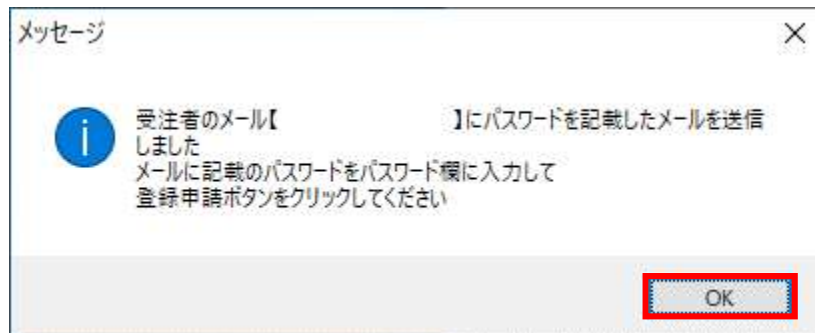 メッセージ
受注者のメール【 】にパスワードを記載したメールを送信
しました
メールに記載のパスワードをパスワード欄に入力して
登録申請ボタンをクリックしてください
OK